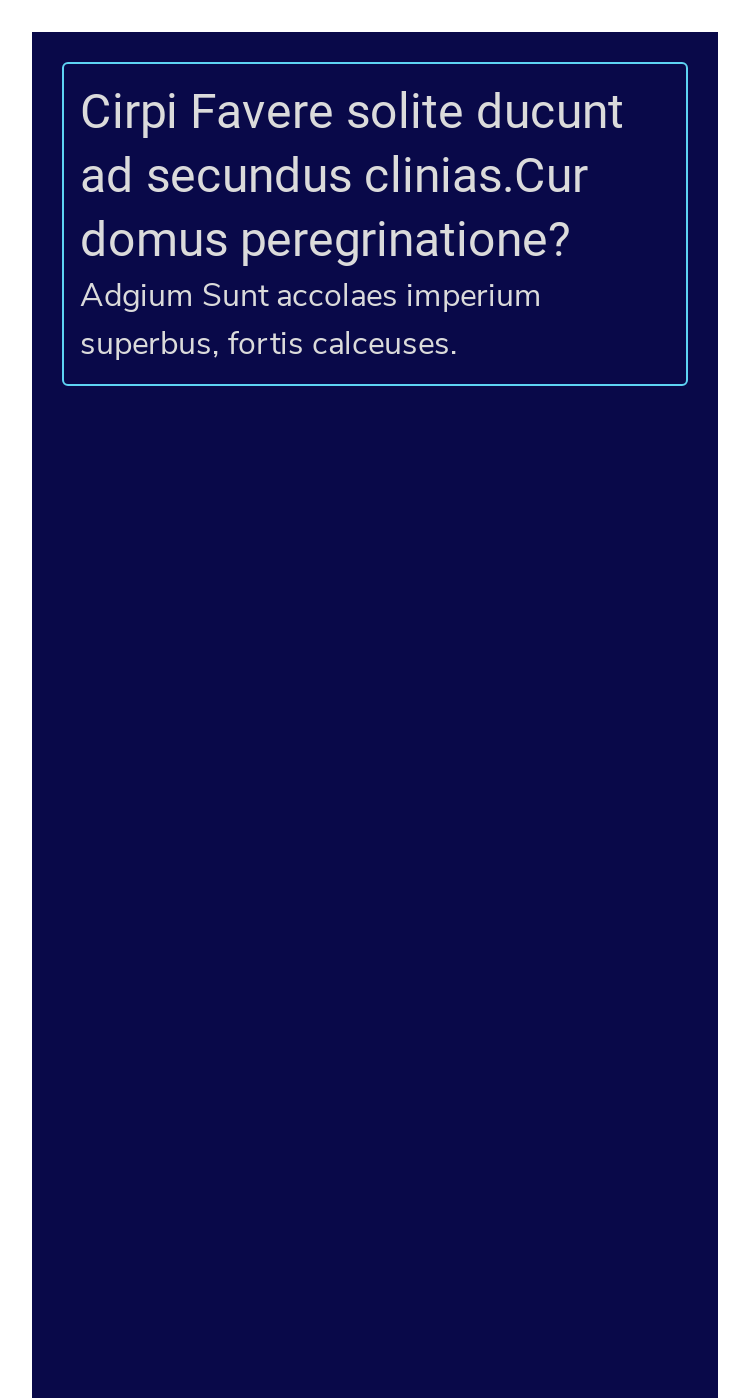 Cirpi Favere solite ducunt
ad secundus clinias.Cur
domus peregrinatione?
Adgium Sunt accolaes imperium
superbus, fortis calceuses.